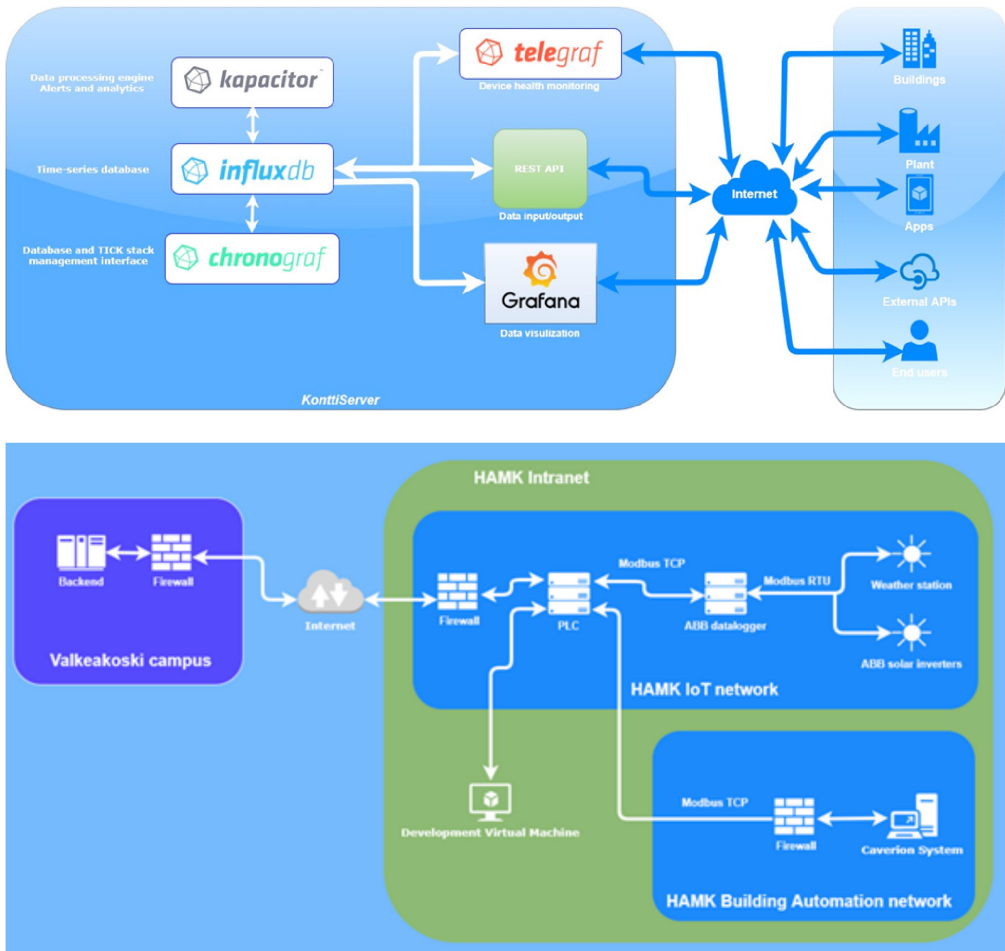 Data processing engine
Alerts and analytics
kapacitor
telegraf
Device health monitoring
Time-series database
influxdb
REST API
Data input/output
Database and TICK stack
management interface
chronograf
Grafana
Data visulization
KonttiServer
Internet
Buildings
Plant
Apps
External APIs
End users
HAMK Intranet
Backend
Firewall
Valkeakoski campus
Internet
Firewall
PLC
Modbus TCP
ABB datalogger
Modbus RTU
Weather station
ABB solar inverters
HAMK IoT network
Development Virtual Machine
Modbus TCP
Firewall
Caverion System
HAMK Building Automation network